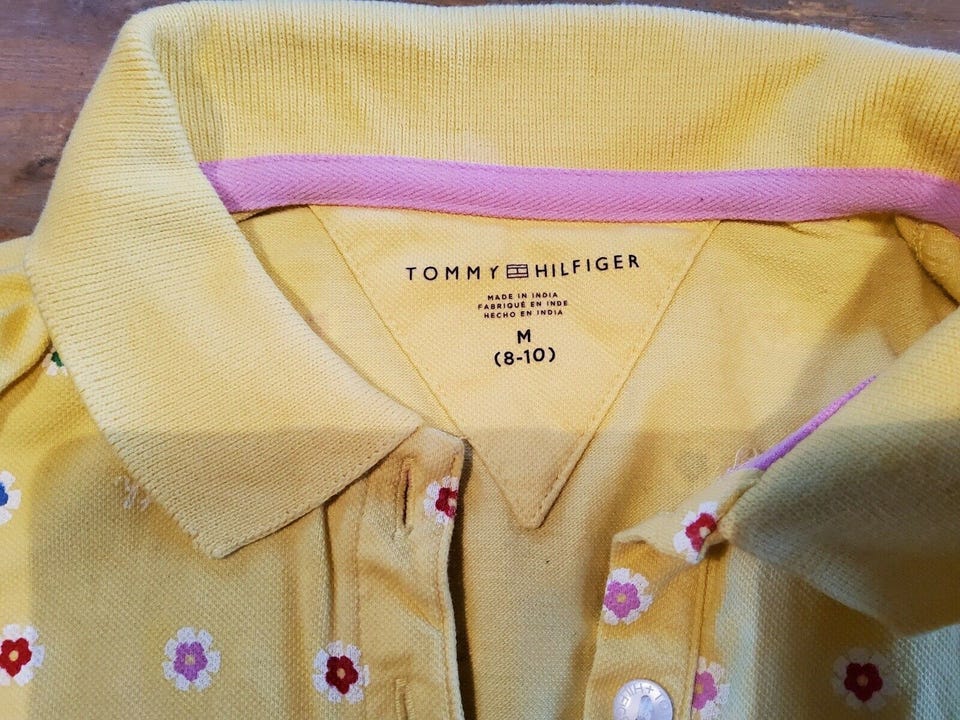 TOMMY HILFIGER
MADE IN INDIA
FABRIQUÉ EN INDE
HECHO EN INDIA
M
(8-10)